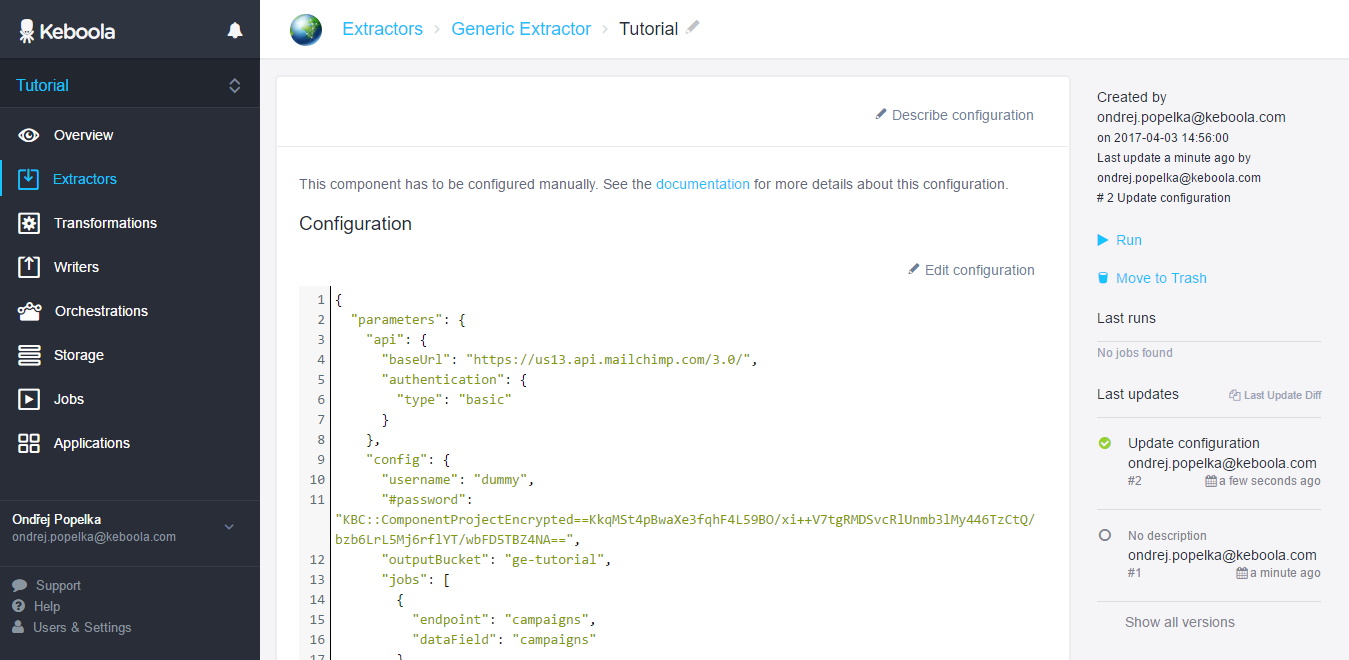 Keboola
Tutorial
Overview
Extractors
Transformations
Writers
Orchestrations
Storage
Jobs
Applications
Ondřej Popelka
ondrej.popelka@keboola.com
Support
Help
Users & Settings
Extractors › Generic Extractor › Tutorial
Describe configuration
This component has to be configured manually. See the documentation for more details about this configuration.
Configuration
Edit configuration
1 {
2 "parameters": {
3 "api": {
4 "baseUrl": "https://us13.api.mailchimp.com/3.0/",
5 "authentication": {
6 "type": "basic"
7 }
8 },
9 "config": {
10 "username": "dummy",
11 "#password":
"KBC::ComponentProjectEncrypted==KkqMSt4pBwaXe3fqhF4L59BO/xi++V7tgRMDSvcRlUnmb3lMy446TzCtQ/
bzb6LrL5Mj6rflYT/wbFD5TBZ4NA==",
12 "outputBucket": "ge-tutorial",
13 "jobs": [
14 {
15 "endpoint": "campaigns",
16 "dataField": "campaigns"
17 }
Created by
ondrej.popelka@keboola.com
on 2017-04-03 14:56:00
Last update a minute ago by
ondrej.popelka@keboola.com
# 2 Update configuration
Run
Move to Trash
Last runs
No jobs found
Last updates Last Update Diff
Update configuration
ondrej.popelka@keboola.com
#2 a few seconds ago
No description
ondrej.popelka@keboola.com
#1 a minute ago
Show all versions